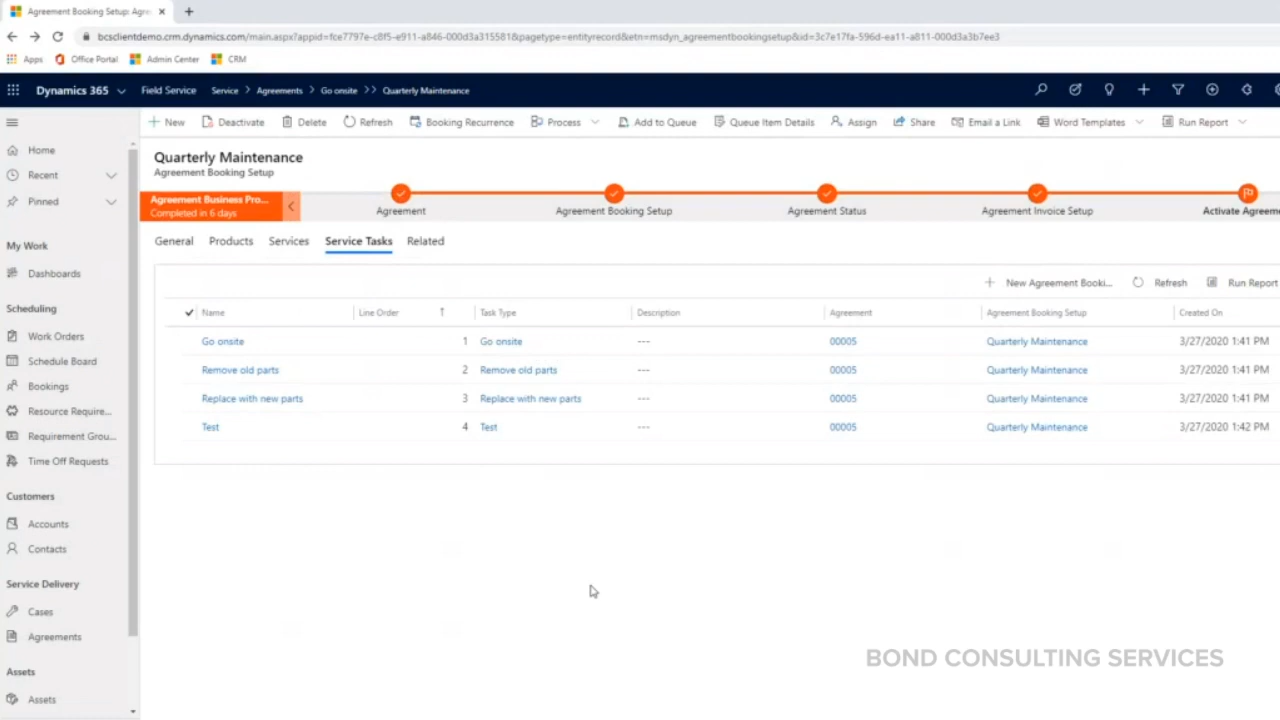 Agreement Booking Setup: Agre
bcsclientdemo.crm.dynamics.com/main.aspx?appid=fce7797c-c8f5-e911-a846-000d3a315581&pagetype=entityrecord&etn=msdyn_agreementbookingsetup&id=3c7e17fa-596d-ea11-a811-000d3a3b7ee3
Apps Office Portal Admin Center CRM
Dynamics 365 Field Service Service > Agreements > Go onsite >> Quarterly Maintenance
New Deactivate Delete Refresh Booking Recurrence Process Add to Queue Queue Item Details Assign Share Email a Link Word Templates Run Report
Home
Recent
Pinned
My Work
Dashboards
Scheduling
Work Orders
Schedule Board
Bookings
Resource Require...
Requirement Grou...
Time Off Requests
Customers
Accounts
Contacts
Service Delivery
Cases
Agreements
Assets
Assets
Quarterly Maintenance
Agreement Booking Setup
Agreement Business Pro...
Completed in 6 days
Agreement Agreement Booking Setup Agreement Status Agreement Invoice Setup Activate Agreem
General Products Services Service Tasks Related
New Agreement Booki... Refresh Run Report
Name Line Order Task Type Description Agreement Agreement Booking Setup Created On
Go onsite 1 Go onsite --- 00005 Quarterly Maintenance 3/27/2020 1:41 PM
Remove old parts 2 Remove old parts --- 00005 Quarterly Maintenance 3/27/2020 1:41 PM
Replace with new parts 3 Replace with new parts --- 00005 Quarterly Maintenance 3/27/2020 1:41 PM
Test 4 Test --- 00005 Quarterly Maintenance 3/27/2020 1:42 PM
BOND CONSULTING SERVICES